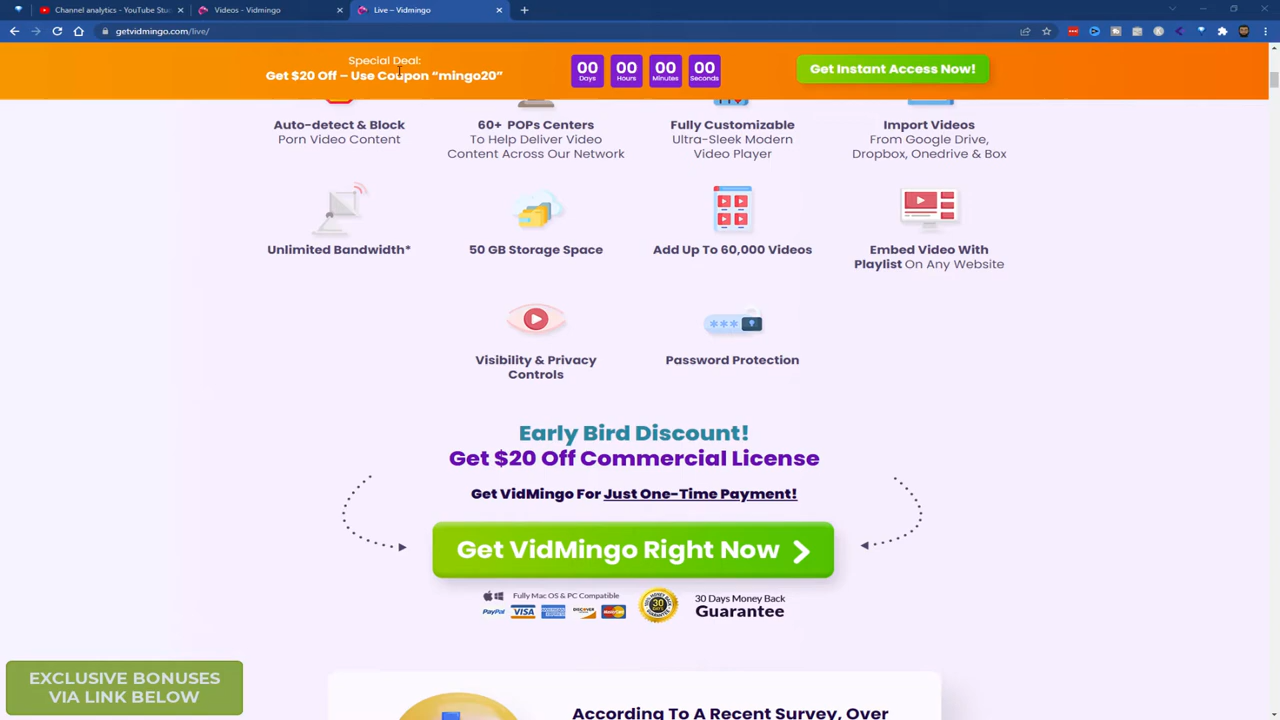 Channel analytics - YouTube Stu
Videos - Vidmingo
Live – Vidmingo
getvidmingo.com/live/
Special Deal:
Get $20 Off – Use Coupon “mingo20”
00 00 00 00
Days Hours Minutes Seconds
Get Instant Access Now!
Auto-detect & Block
Porn Video Content
60+ POPs Centers
To Help Deliver Video
Content Across Our Network
Fully Customizable
Ultra-Sleek Modern
Video Player
Import Videos
From Google Drive,
Dropbox, Onedrive & Box
Unlimited Bandwidth*
50 GB Storage Space
Add Up To 60,000 Videos
Embed Video With
Playlist On Any Website
Visibility & Privacy
Controls
Password Protection
Early Bird Discount!
Get $20 Off Commercial License
Get VidMingo For Just One-Time Payment!
Get VidMingo Right Now
Fully Mac OS & PC Compatible
PayPal VISA
30
30 Days Money Back
Guarantee
EXCLUSIVE BONUSES
VIA LINK BELOW
According To A Recent Survey, Over